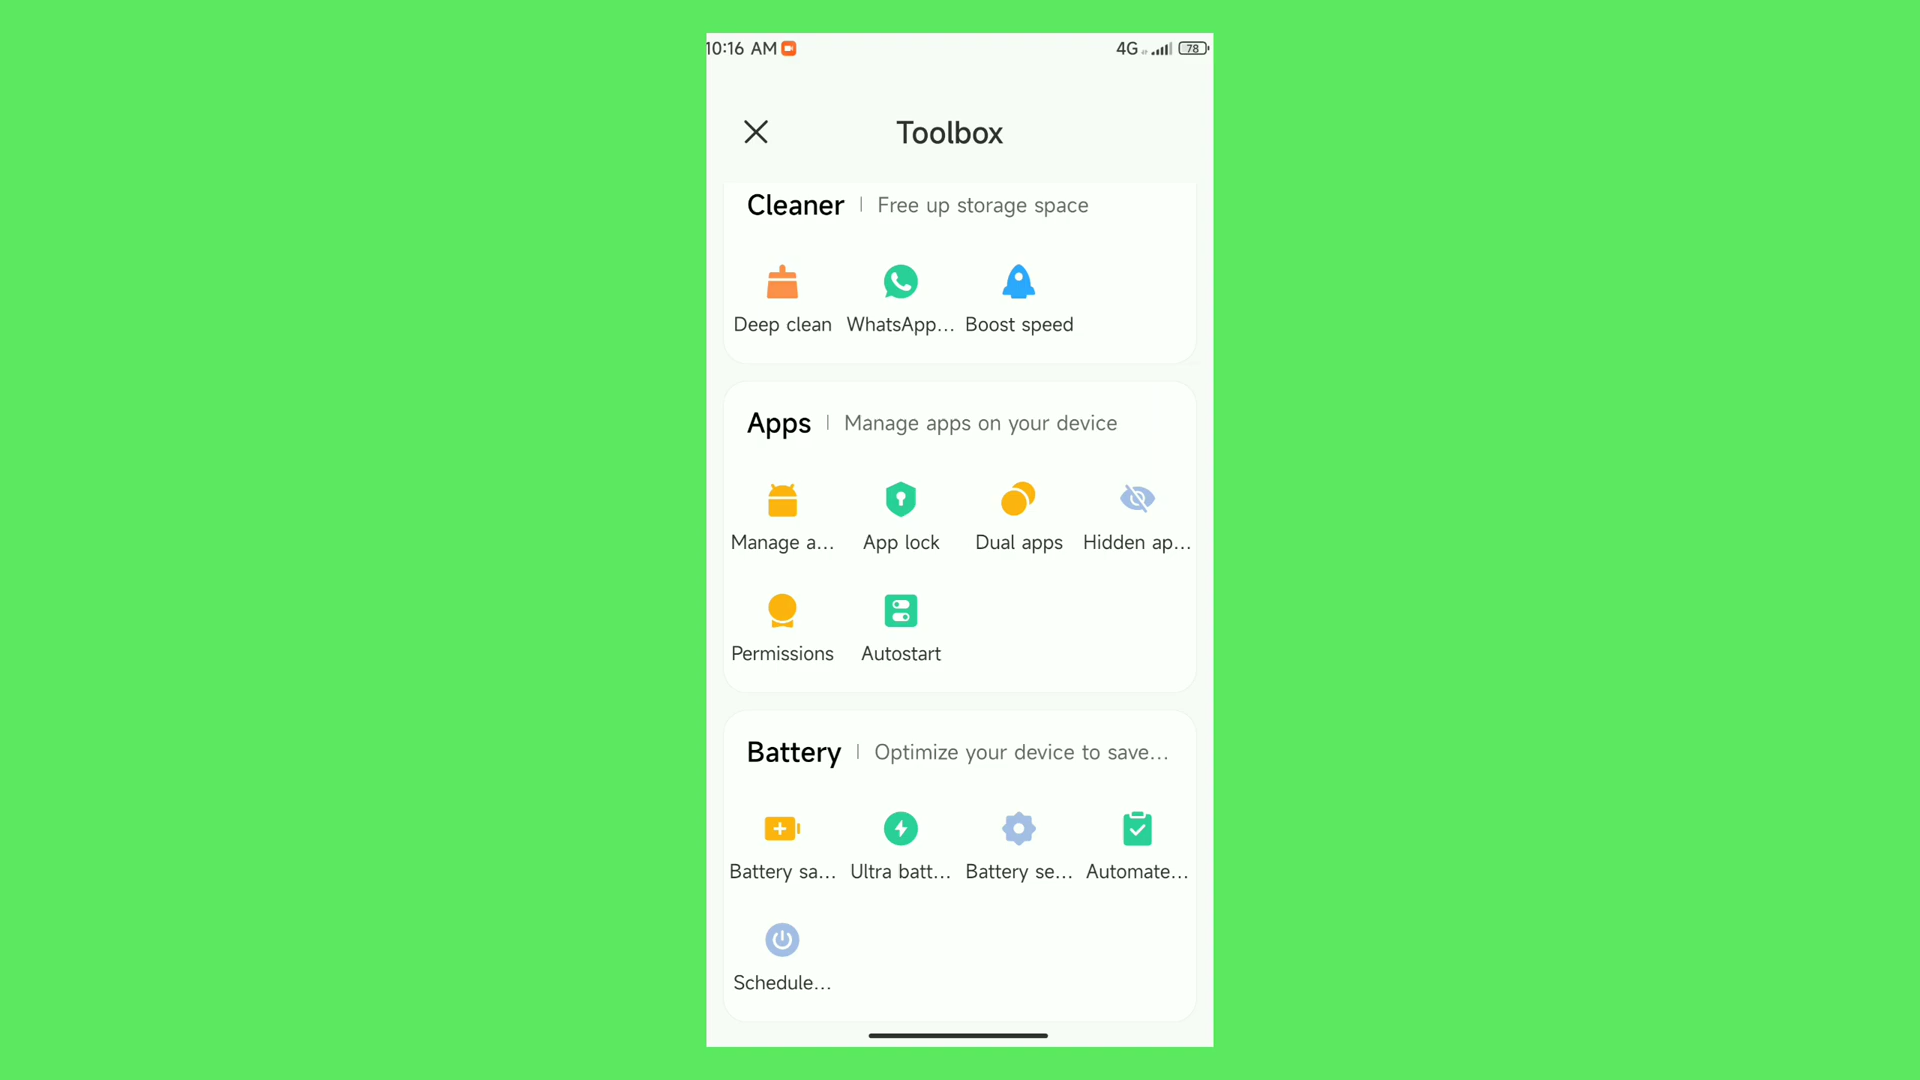 10:16 AM 4G 78
Toolbox
Cleaner | Free up storage space
Deep clean WhatsApp... Boost speed
Apps | Manage apps on your device
Manage a... App lock Dual apps Hidden ap...
Permissions Autostart
Battery | Optimize your device to save...
Battery sa... Ultra batt... Battery se... Automate...
Schedule...